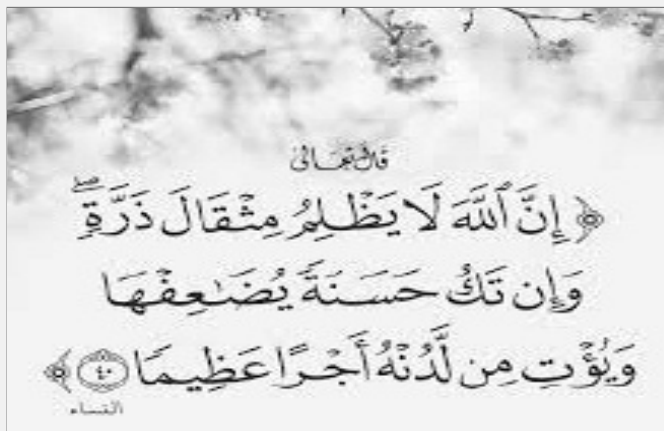 قال تعالى
﴿ إِنَّ ٱللَّهَ لَا يَظْلِمُ مِثْقَالَ ذَرَّةٍۖ
وَإِن تَكُ حَسَنَةً يُضَـٰعِفْهَا
وَيُؤْتِ مِن لَّدُنْهُ أَجْرًا عَظِيمًا ٤٠ ﴾
النساء